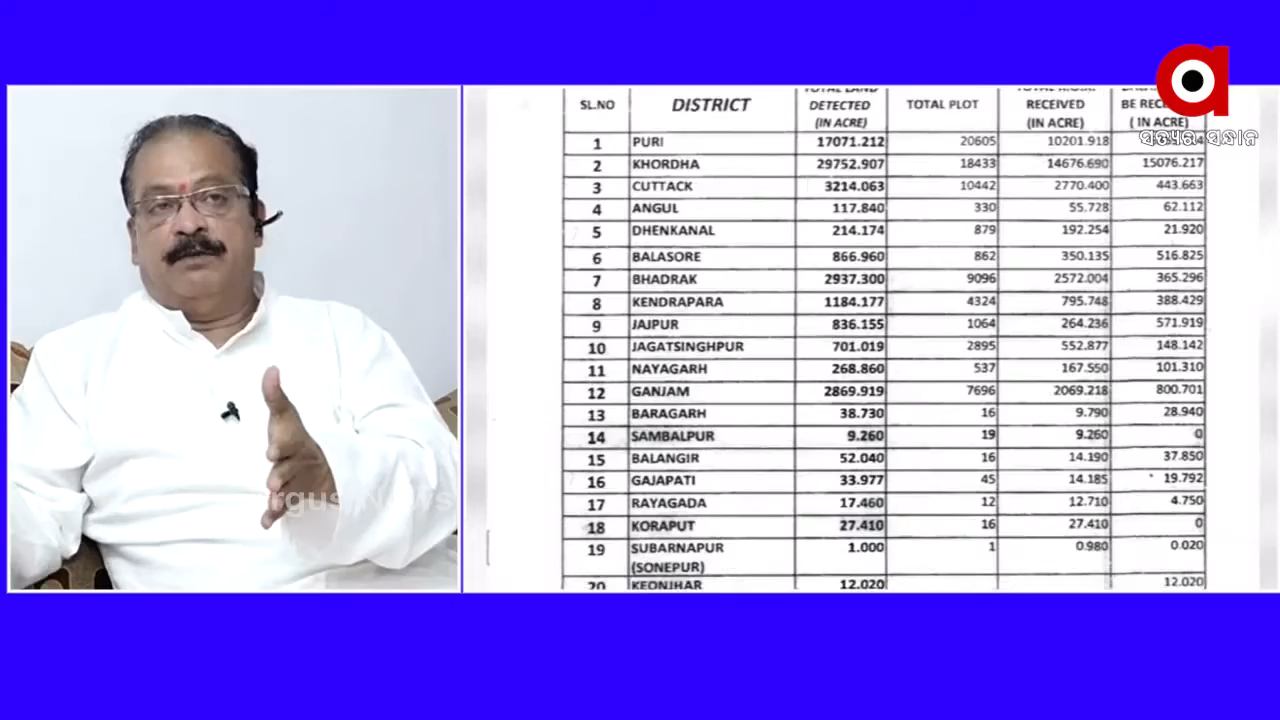 ସତ୍ୟର ସନ୍ଧାନ
Argus News
SL.NO DISTRICT TOTAL LAND DETECTED (IN ACRE) TOTAL PLOT RECEIVED (IN ACRE) BE ( IN ACRE)
1 PURI 17071.212 20605 10201.918
2 KHORDHA 29752.907 18433 14676.690 15076.217
3 CUTTACK 3214.063 10442 2770.400 443.663
4 ANGUL 117.840 330 55.728 62.112
5 DHENKANAL 214.174 879 192.254 21.920
6 BALASORE 866.960 862 350.135 516.825
7 BHADRAK 2937.300 9096 2572.004 365.296
8 KENDRAPARA 1184.177 4324 795.748 388.429
9 JAJPUR 836.155 1064 264.236 571.919
10 JAGATSINGHPUR 701.019 2895 552.877 148.142
11 NAYAGARH 268.860 537 167.550 101.310
12 GANJAM 2869.919 7696 2069.218 800.701
13 BARAGARH 38.730 16 9.790 28.940
14 SAMBALPUR 9.260 19 9.260 0
15 BALANGIR 52.040 16 14.190 37.850
16 GAJAPATI 33.977 45 14.185 19.792
17 RAYAGADA 17.460 12 12.710 4.750
18 KORAPUT 27.410 16 27.410 0
19 SUBARNAPUR 1.000 1 0.980 0.020
(SONEPUR)
20 KEONJHAR 12.020 12.020